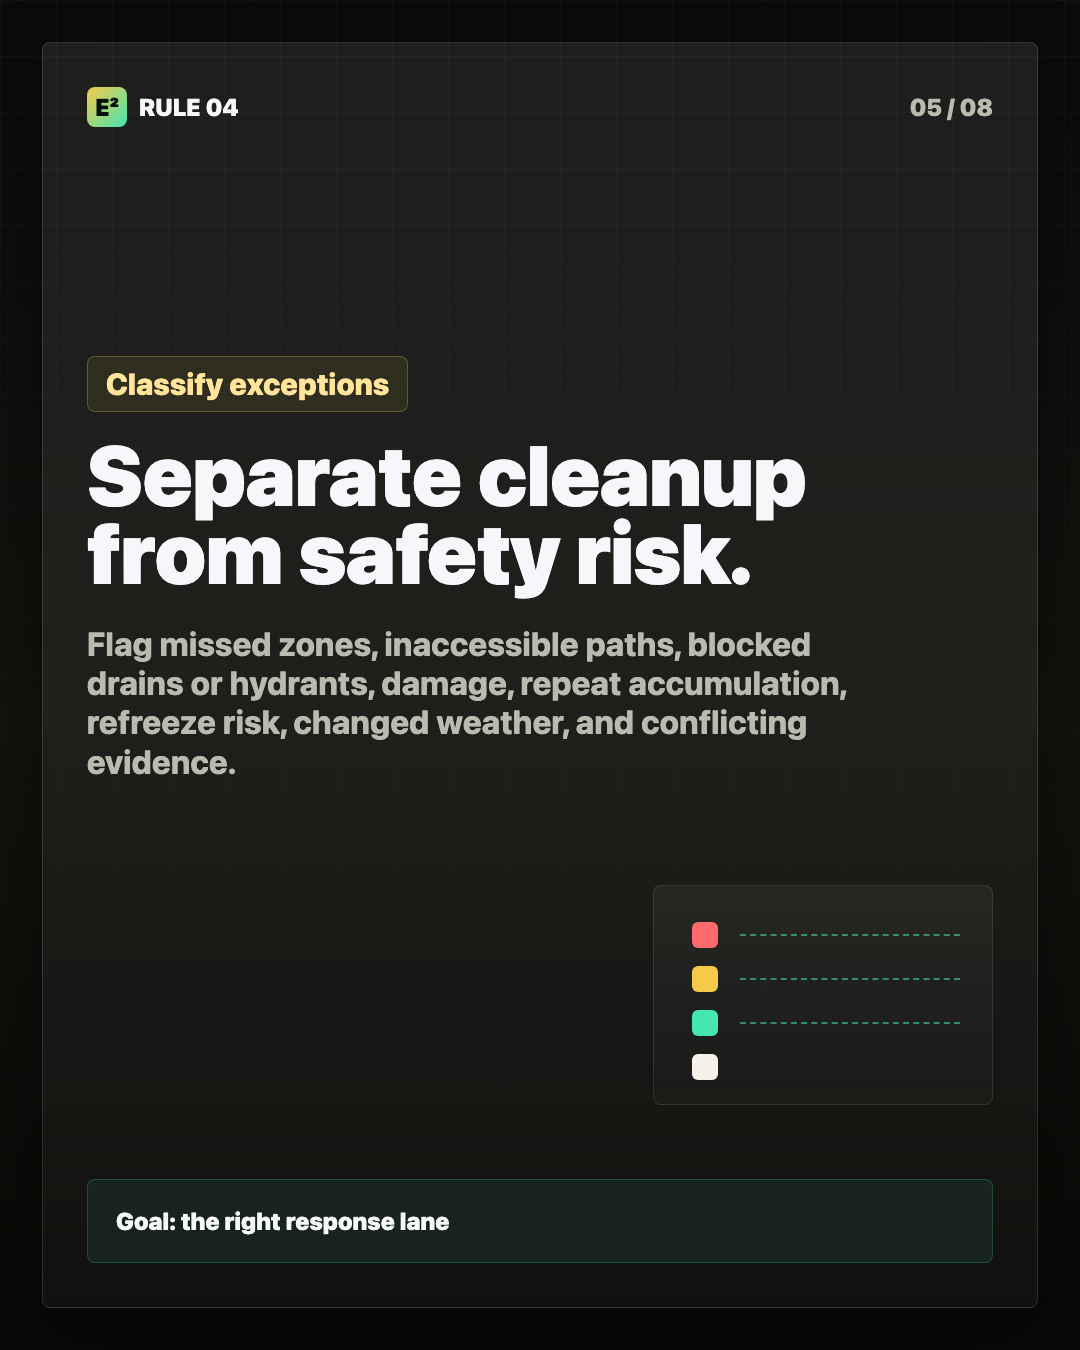 E² RULE 04
05 / 08
Classify exceptions
Separate cleanup
from safety risk.
Flag missed zones, inaccessible paths, blocked
drains or hydrants, damage, repeat accumulation,
refreeze risk, changed weather, and conflicting
evidence.
Goal: the right response lane